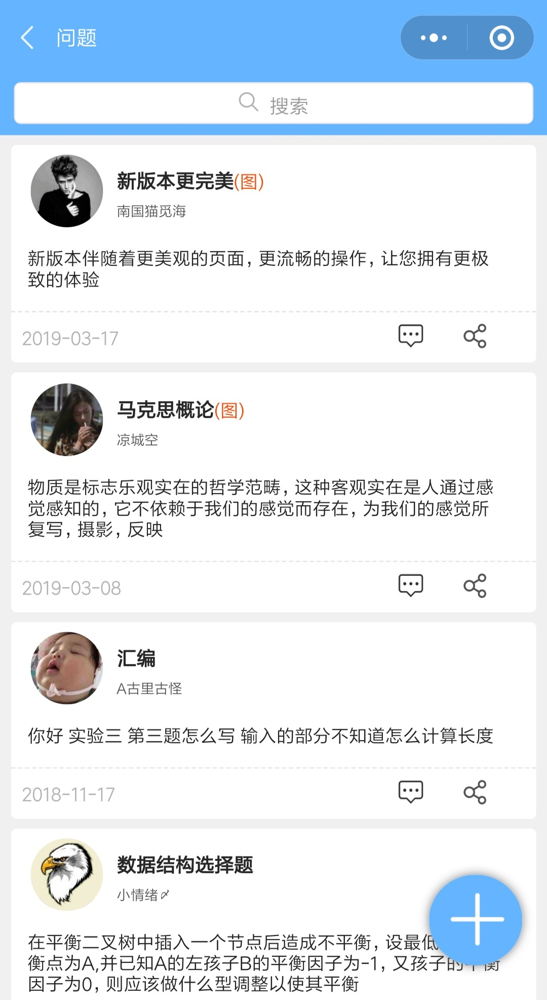 问题
搜索
新版本更完美(图)
南国猫觅海
新版本伴随着更美观的页面，更流畅的操作，让您拥有更极
致的体验
2019-03-17
马克思概论(图)
凉城空
物质是标志乐观实在的哲学范畴，这种客观实在是人通过感
觉感知的，它不依赖于我们的感觉而存在，为我们的感觉所
复写，摄影，反映
2019-03-08
汇编
A古里古怪
你好 实验三 第三题怎么写 输入的部分不知道怎么计算长度
2018-11-17
数据结构选择题
小情绪〆
在平衡二叉树中插入一个节点后造成不平衡，设最低
衡点为A,并已知A的左孩子B的平衡因子为-1，又孩子的平衡
因子为0，则应该做什么型调整以使其平衡